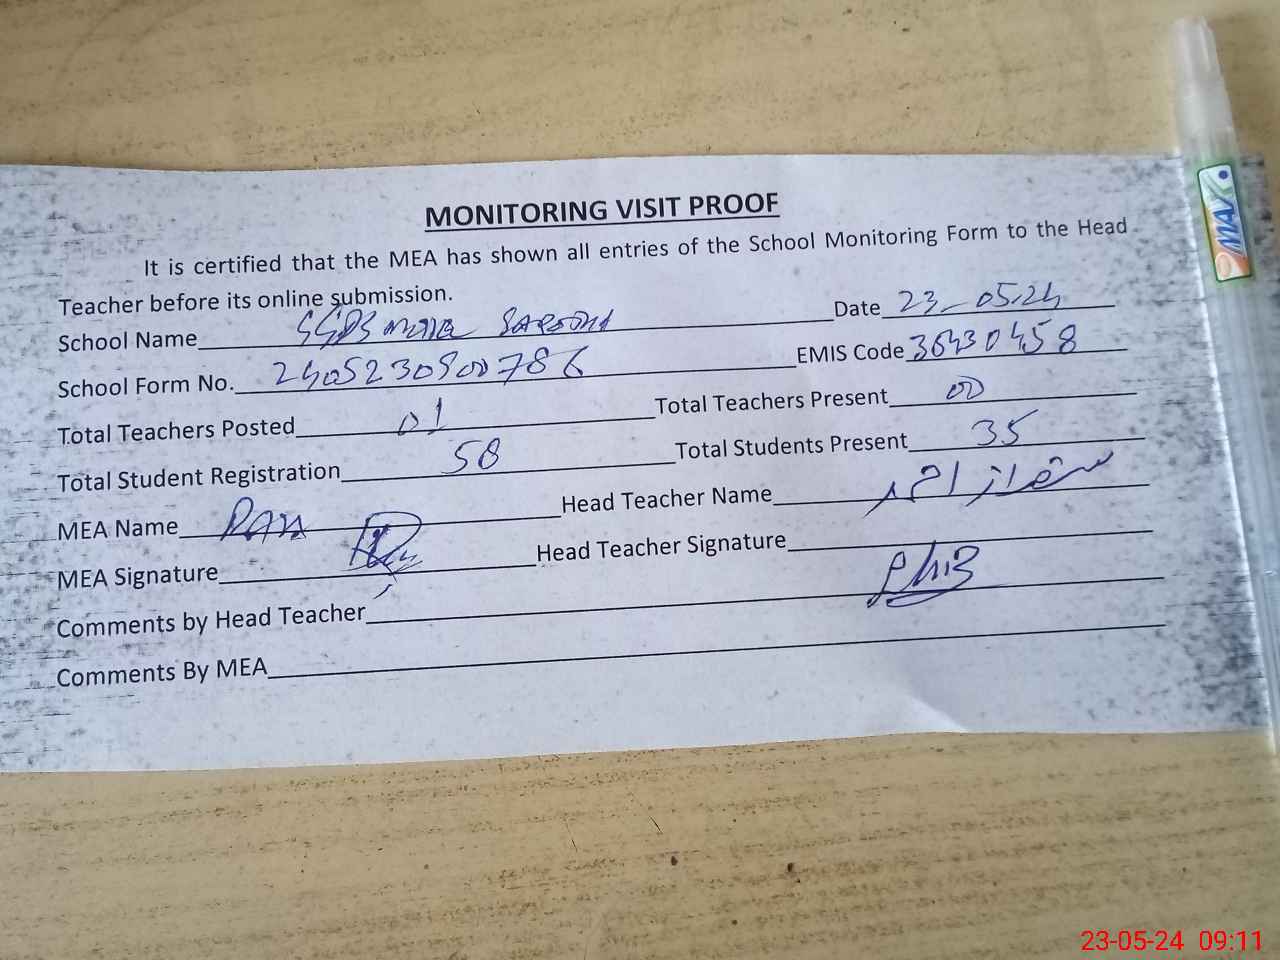 MONITORING VISIT PROOF
It is certified that the MEA has shown all entries of the School Monitoring Form to the Head
Teacher before its online submission.
School Name Date 23-05-24
School Form No. 2405230900786 EMIS Code 36430458
Total Teachers Posted 01 Total Teachers Present 00
Total Student Registration 58 Total Students Present 35
MEA Name Head Teacher Name سرفراز احمد
MEA Signature Head Teacher Signature
Comments by Head Teacher
Comments By MEA
MAX
23-05-24 09:11